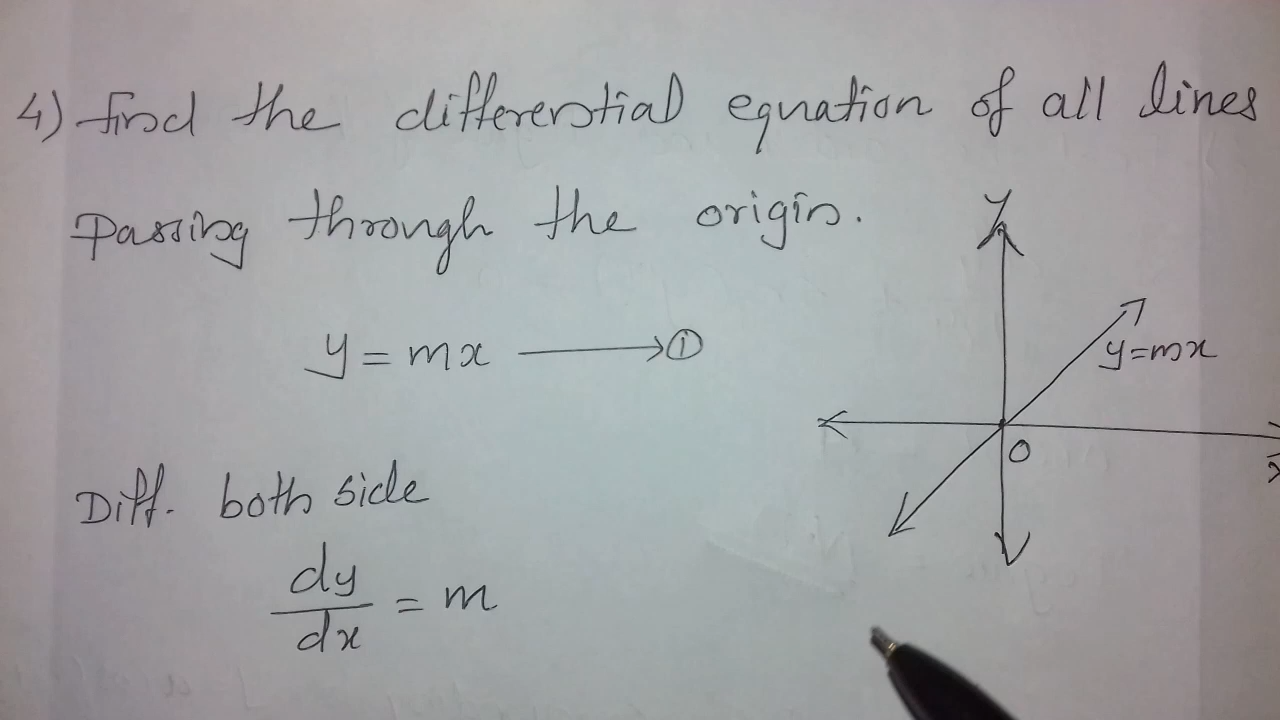 4) Find the differential equation of all lines
passing through the origin.
y
y = mx → ①
y=mx
O
x
Diff. both side
dy/dx = m